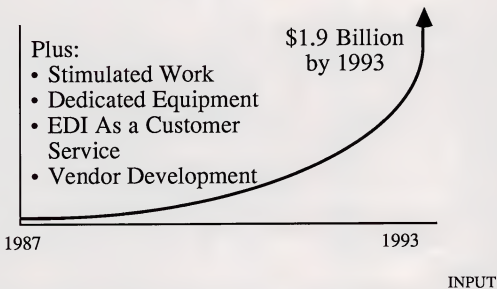 $1.9 Billion
by 1993
Plus:
• Stimulated Work
• Dedicated Equipment
• EDI As a Customer
Service
• Vendor Development
1987
1993
INPUT